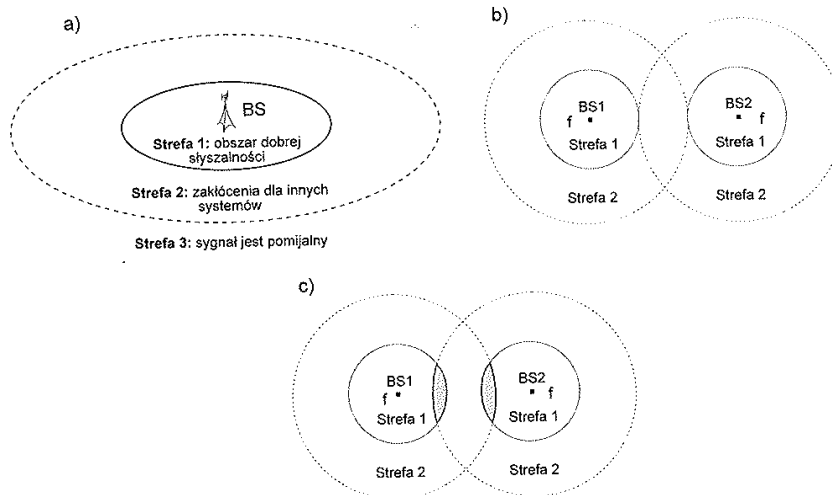 a)
BS
Strefa 1: obszar dobrej
słyszalności
Strefa 2: zakłócenia dla innych
systemów
Strefa 3: sygnał jest pomijalny
b)
BS1
f
Strefa 1
Strefa 2
BS2
f
Strefa 1
Strefa 2
c)
BS1
f
Strefa 1
Strefa 2
BS2
f
Strefa 1
Strefa 2